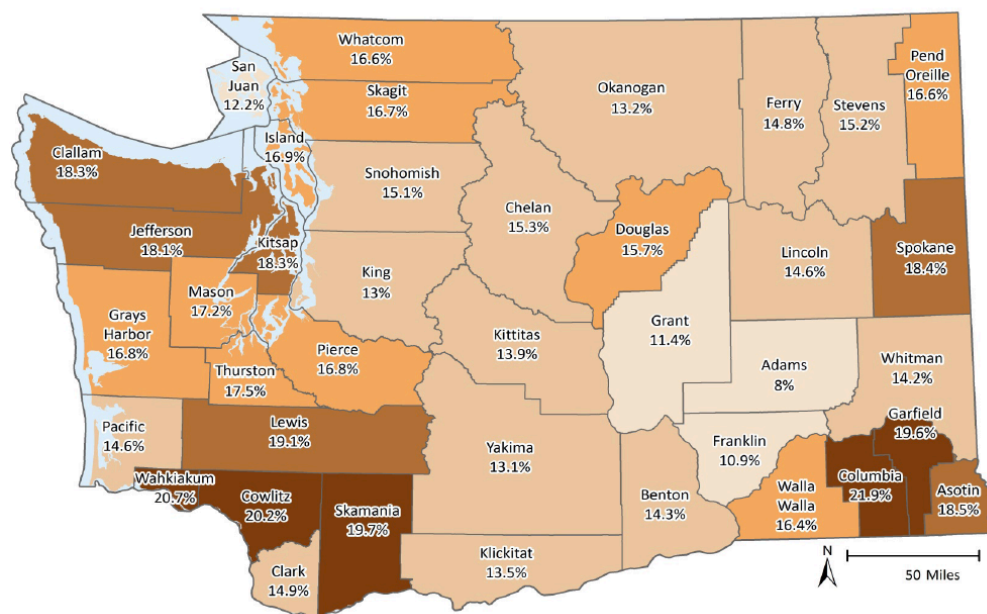 Whatcom
16.6%
San
Juan
12.2%
Skagit
16.7%
Island
16.9%
Okanogan
13.2%
Ferry
14.8%
Stevens
15.2%
Pend
Oreille
16.6%
Clallam
18.3%
Snohomish
15.1%
Chelan
15.3%
Jefferson
18.1%
Kitsap
18.3%
Douglas
15.7%
Lincoln
14.6%
Spokane
18.4%
King
13%
Mason
17.2%
Grays
Harbor
16.8%
Kittitas
13.9%
Grant
11.4%
Pierce
16.8%
Thurston
17.5%
Adams
8%
Whitman
14.2%
Pacific
14.6%
Lewis
19.1%
Yakima
13.1%
Franklin
10.9%
Garfield
19.6%
Wahkiakum
20.7%
Cowlitz
20.2%
Skamania
19.7%
Benton
14.3%
Walla
Walla
16.4%
Columbia
21.9%
Asotin
18.5%
Clark
14.9%
Klickitat
13.5%
N
50 Miles